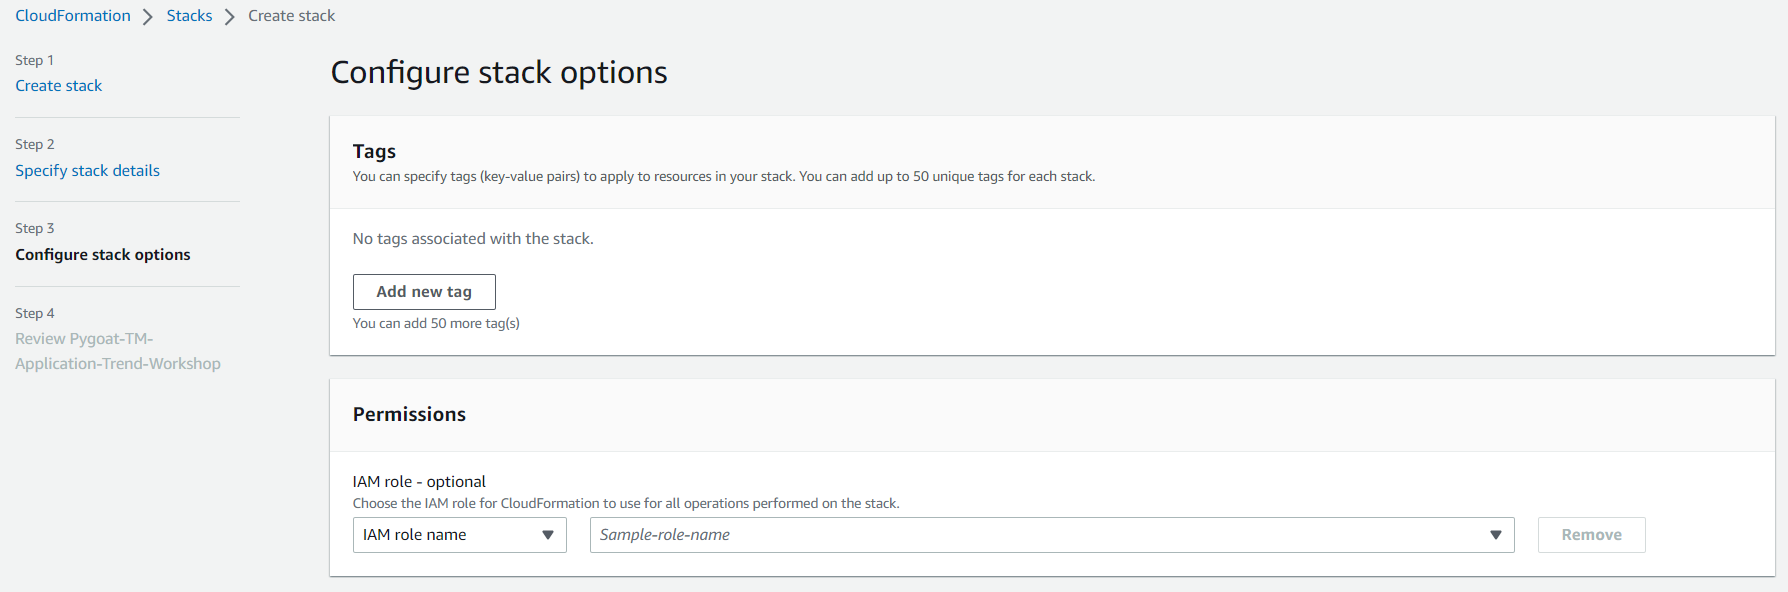 CloudFormation > Stacks > Create stack
Step 1
Create stack
Step 2
Specify stack details
Step 3
Configure stack options
Step 4
Review Pygoat-TM-
Application-Trend-Workshop
Configure stack options
Tags
You can specify tags (key-value pairs) to apply to resources in your stack. You can add up to 50 unique tags for each stack.
No tags associated with the stack.
Add new tag
You can add 50 more tag(s)
Permissions
IAM role - optional
Choose the IAM role for CloudFormation to use for all operations performed on the stack.
IAM role name
Sample-role-name
Remove